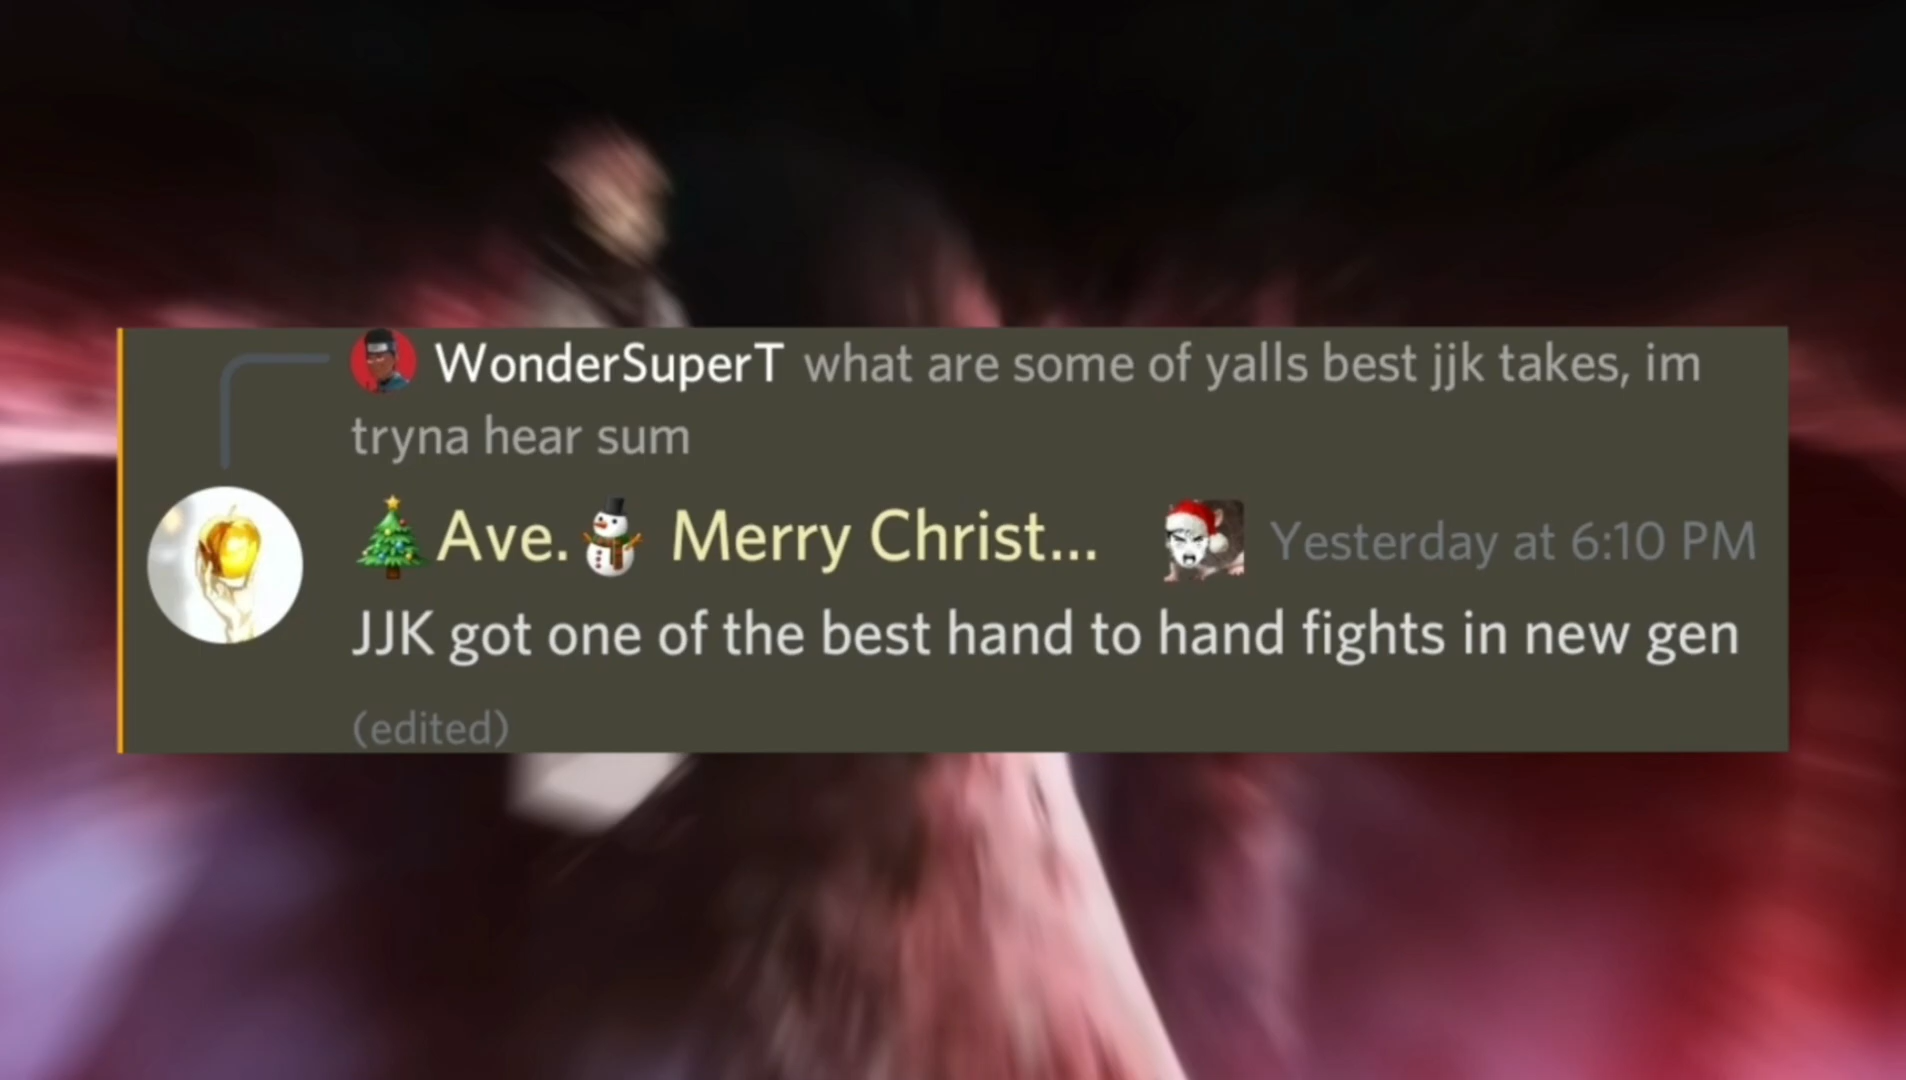 WonderSuperT what are some of yalls best jjk takes, im
tryna hear sum
🎄Ave.⛄ Merry Christ... Yesterday at 6:10 PM
JJK got one of the best hand to hand fights in new gen
(edited)